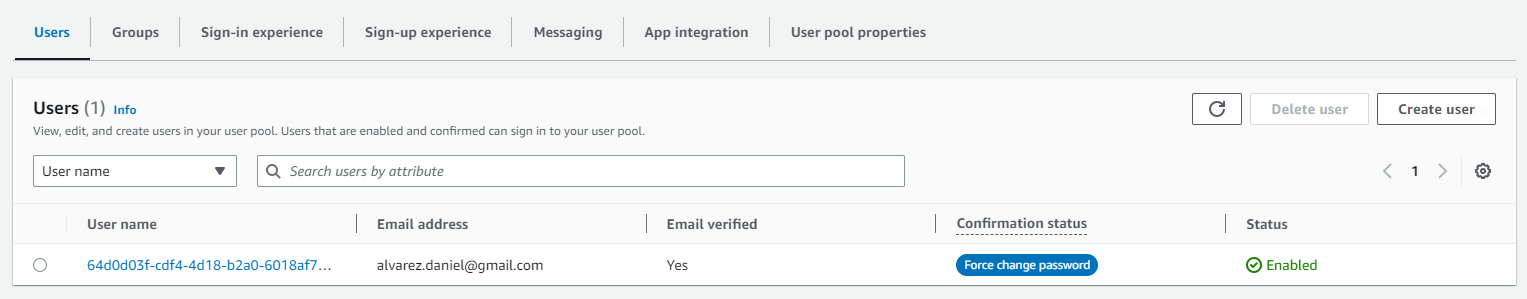 Users Groups Sign-in experience Sign-up experience Messaging App integration User pool properties
Users (1) Info
Delete user Create user
View, edit, and create users in your user pool. Users that are enabled and confirmed can sign in to your user pool.
User name Search users by attribute 1
User name Email address Email verified Confirmation status Status
64d0d03f-cdf4-4d18-b2a0-6018af7... alvarez.daniel@gmail.com Yes Force change password Enabled